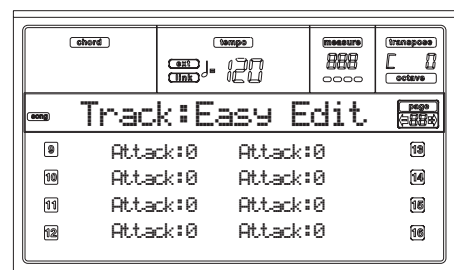 chord tempo measure transpose
ext link ♩= 120 888 C 0
octave
song Track:Easy Edit page 88
9 Attack:0 Attack:0 13
10 Attack:0 Attack:0 14
11 Attack:0 Attack:0 15
12 Attack:0 Attack:0 16